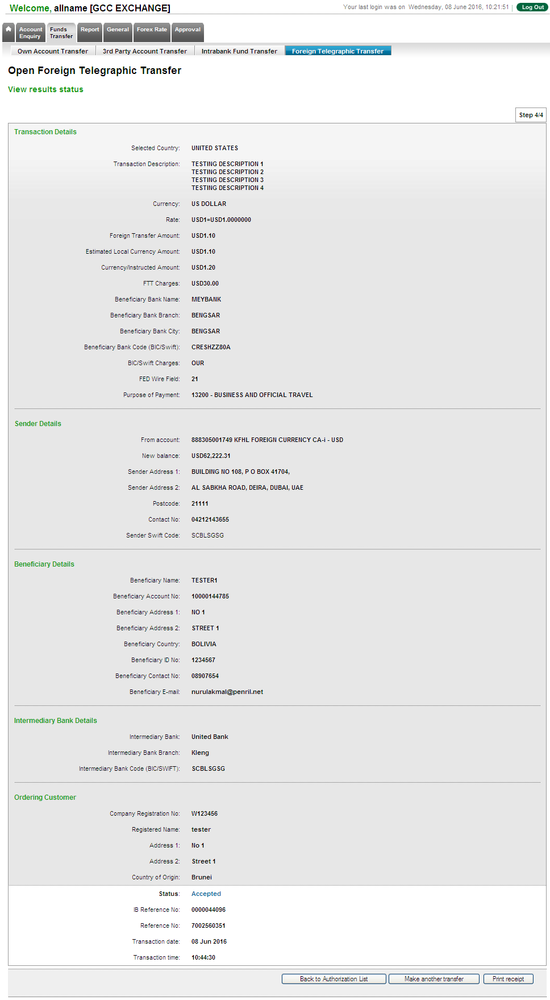 Welcome, allname [GCC EXCHANGE]
Your last login was on Wednesday, 08 June 2016, 10:21:51
Log Out
Account Enquiry
Funds Transfer
Report
General
Forex Rate
Approval
Own Account Transfer
3rd Party Account Transfer
Intrabank Fund Transfer
Foreign Telegraphic Transfer
Open Foreign Telegraphic Transfer
View results status
Step 4/4
Transaction Details
Selected Country: UNITED STATES
Transaction Description: TESTING DESCRIPTION 1
TESTING DESCRIPTION 2
TESTING DESCRIPTION 3
TESTING DESCRIPTION 4
Currency: US DOLLAR
Rate: USD1=USD1.0000000
Foreign Transfer Amount: USD1.10
Estimated Local Currency Amount: USD1.10
Currency/Instructed Amount: USD1.20
FTT Charges: USD30.00
Beneficiary Bank Name: MEYBANK
Beneficiary Bank Branch: BENGSAR
Beneficiary Bank City: BENGSAR
Beneficiary Bank Code (BIC/Swift): CRESHZZ80A
BIC/Swift Charges: OUR
FED Wire Field: 21
Purpose of Payment: 13200 - BUSINESS AND OFFICIAL TRAVEL
Sender Details
From account: 888305001749 KFHL FOREIGN CURRENCY CA-i - USD
New balance: USD62,222.31
Sender Address 1: BUILDING NO 108, P O BOX 41704,
Sender Address 2: AL SABKHA ROAD, DEIRA, DUBAI, UAE
Postcode: 21111
Contact No: 04212143655
Sender Swift Code: SCBLSGSG
Beneficiary Details
Beneficiary Name: TESTER1
Beneficiary Account No: 10000144785
Beneficiary Address 1: NO 1
Beneficiary Address 2: STREET 1
Beneficiary Country: BOLIVIA
Beneficiary ID No: 1234567
Beneficiary Contact No: 08907654
Beneficiary E-mail: nurulakmal@penril.net
Intermediary Bank Details
Intermediary Bank: United Bank
Intermediary Bank Branch: Kleng
Intermediary Bank Code (BIC/SWIFT): SCBLSGSG
Ordering Customer
Company Registration No: W123456
Registered Name: tester
Address 1: No 1
Address 2: Street 1
Country of Origin: Brunei
Status: Accepted
IB Reference No: 0000044096
Reference No: 7002560351
Transaction date: 08 Jun 2016
Transaction time: 10:44:30
Back to Authorization List
Make another transfer
Print receipt